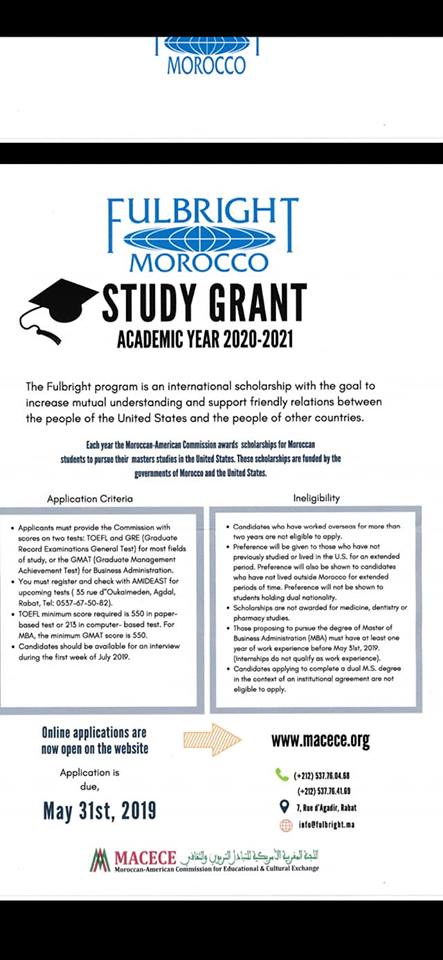 MOROCCO
FULBRIGHT
MOROCCO
STUDY GRANT
ACADEMIC YEAR 2020-2021
The Fulbright program is an international scholarship with the goal to
increase mutual understanding and support friendly relations between
the people of the United States and the people of other countries.
Each year the Moroccan-American Commission awards scholarships for Moroccan
students to pursue their masters studies in the United States. These scholarships are funded by the
governments of Morocco and the United States.
Application Criteria
• Applicants must provide the Commission with
scores on two tests: TOEFL and GRE (Graduate
Record Examinations General Test) for most fields
of study, or the GMAT (Graduate Management
Achievement Test) for Business Administration.
• You must register and check with AMIDEAST for
upcoming tests ( 35 rue d"Oukaimeden, Agdal,
Rabat, Tel: 0537-67-50-82).
• TOEFL minimum score required is 550 in paper-
based test or 213 in computer- based test. For
MBA, the minimum GMAT score is 550.
• Candidates should be available for an interview
during the first week of July 2019.
Ineligibility
• Candidates who have worked overseas for more than
two years are not eligible to apply.
• Preference will be given to those who have not
previously studied or lived in the U.S. for an extended
period. Preference will also be shown to candidates
who have not lived outside Morocco for extended
periods of time. Preference will not be shown to
students holding dual nationality.
• Scholarships are not awarded for medicine, dentistry or
pharmacy studies.
• Those proposing to pursue the degree of Master of
Business Administration (MBA) must have at least one
year of work experience before May 31st, 2019.
(Internships do not qualify as work experience).
• Candidates applying to complete a dual M.S. degree
in the context of an institutional agreement are not
eligible to apply.
Online applications are
now open on the website
www.macece.org
Application is
due,
May 31st, 2019
(+212) 537.76.04.68
(+212) 537.76.41.69
7, Rue d'Agadir, Rabat
info@fulbright.ma
MACECE اللجنة المغربية الأمريكية للتبادل التربوي والثقافي
Moroccan-American Commission for Educational & Cultural Exchange